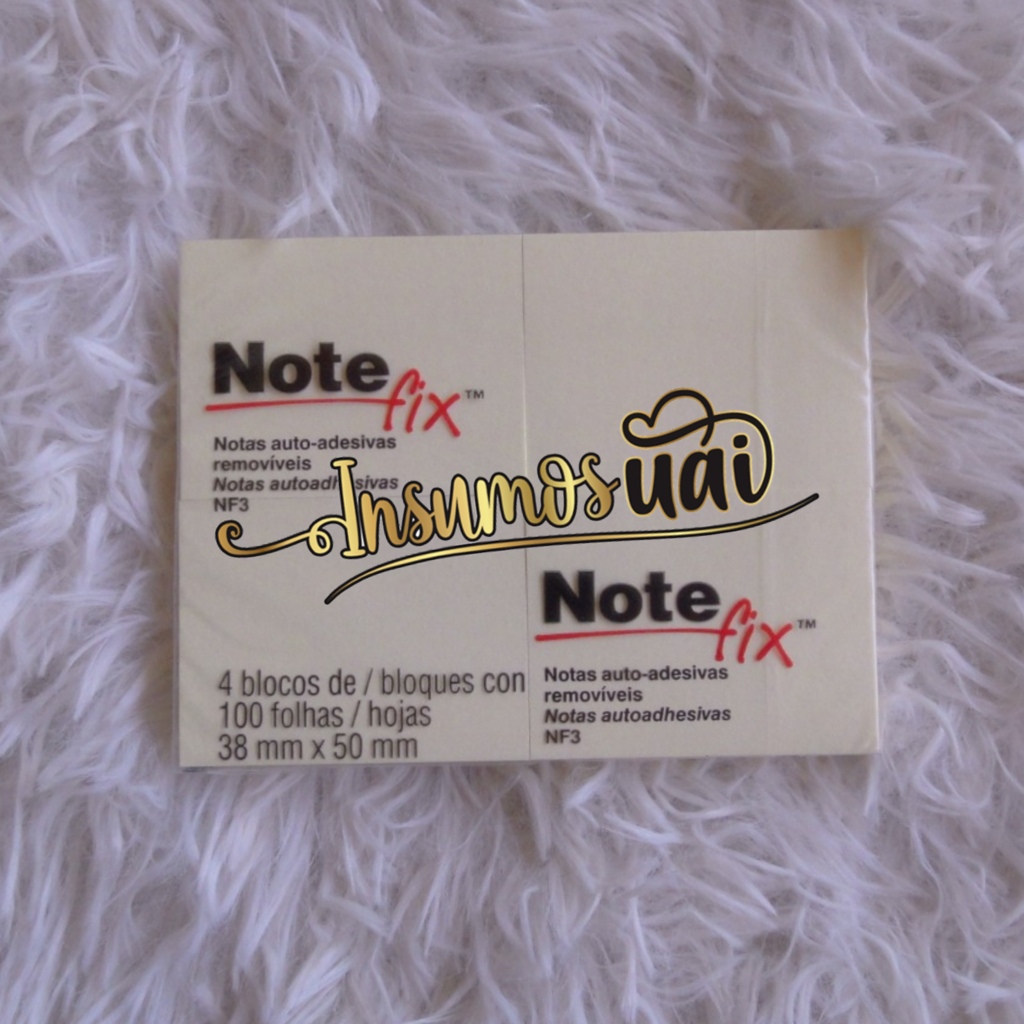 Note fix™
Notas auto-adesivas
removíveis
Notas autoadhesivas
NF3
Insumos uai
Note fix™
Notas auto-adesivas
removíveis
Notas autoadhesivas
NF3
4 blocos de / bloques con
100 folhas / hojas
38 mm x 50 mm